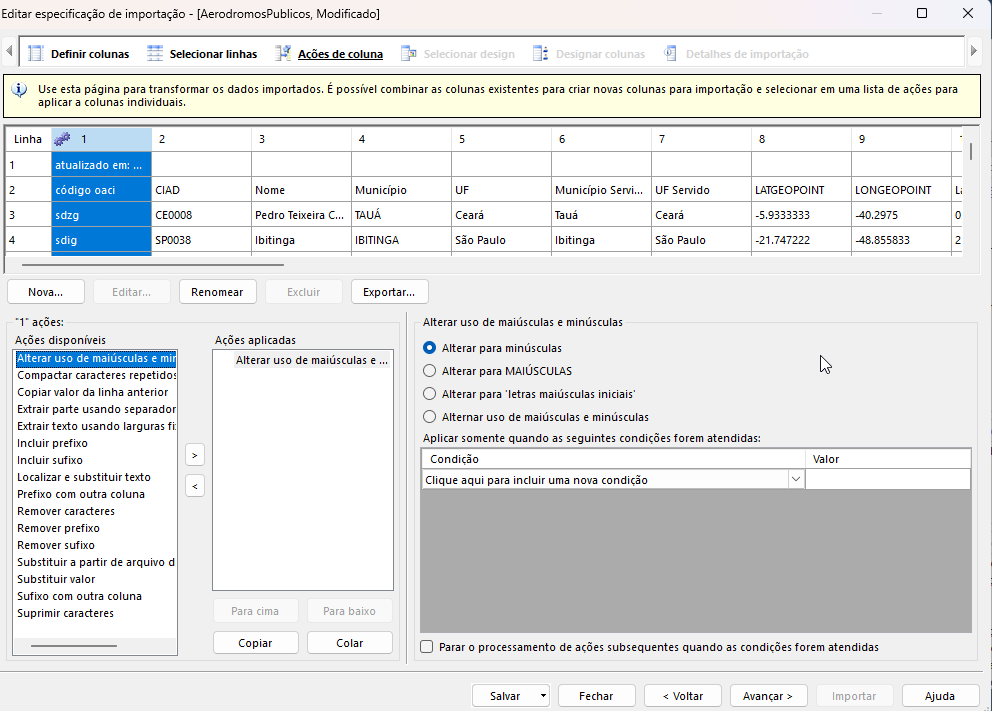 Editar especificação de importação - [AerodromosPublicos, Modificado]
Definir colunas Selecionar linhas Ações de coluna Selecionar design Designar colunas Detalhes de importação
Use esta página para transformar os dados importados. É possível combinar as colunas existentes para criar novas colunas para importação e selecionar em uma lista de ações para
aplicar a colunas individuais.
Linha 1 2 3 4 5 6 7 8 9
1 atualizado em: ...
2 código oaci CIAD Nome Município UF Município Servi... UF Servido LATGEOPOINT LONGEOPOINT
3 sdzg CE0008 Pedro Teixeira C... TAUÁ Ceará Tauá Ceará -5.9333333 -40.2975 0
4 sdig SP0038 Ibitinga IBITINGA São Paulo Ibitinga São Paulo -21.747222 -48.855833 2
Nova... Editar... Renomear Excluir Exportar...
"1" ações:
Ações disponíveis
Alterar uso de maiúsculas e min
Compactar caracteres repetidos
Copiar valor da linha anterior
Extrair parte usando separador
Extrair texto usando larguras fi
Incluir prefixo
Incluir sufixo
Localizar e substituir texto
Prefixo com outra coluna
Remover caracteres
Remover prefixo
Remover sufixo
Substituir a partir de arquivo d
Substituir valor
Sufixo com outra coluna
Suprimir caracteres
>
<
Ações aplicadas
Alterar uso de maiúsculas e ...
Para cima Para baixo
Copiar Colar
Alterar uso de maiúsculas e minúsculas
Alterar para minúsculas
Alterar para MAIÚSCULAS
Alterar para 'letras maiúsculas iniciais'
Alternar uso de maiúsculas e minúsculas
Aplicar somente quando as seguintes condições forem atendidas:
Condição Valor
Clique aqui para incluir uma nova condição
Parar o processamento de ações subsequentes quando as condições forem atendidas
Salvar Fechar < Voltar Avançar > Importar Ajuda